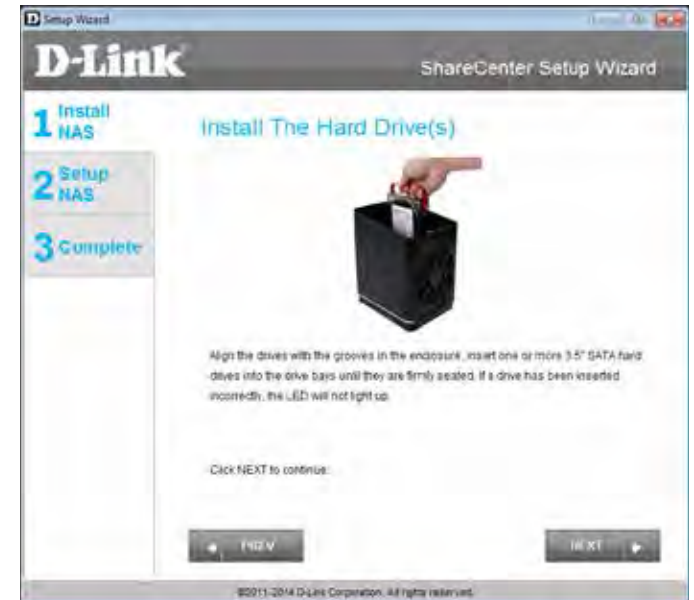 Setup Wizard
D-Link
ShareCenter Setup Wizard
1 Install
NAS
2 Setup
NAS
3 Complete
Install The Hard Drive(s)
Align the drives with the grooves in the enclosure, insert one or more 3.5" SATA hard
drives into the drive bays until they are firmly seated. If a drive has been inserted
incorrectly, the LED will not light up.
Click NEXT to continue.
PREV
NEXT
©2011-2014 D-Link Corporation. All rights reserved.